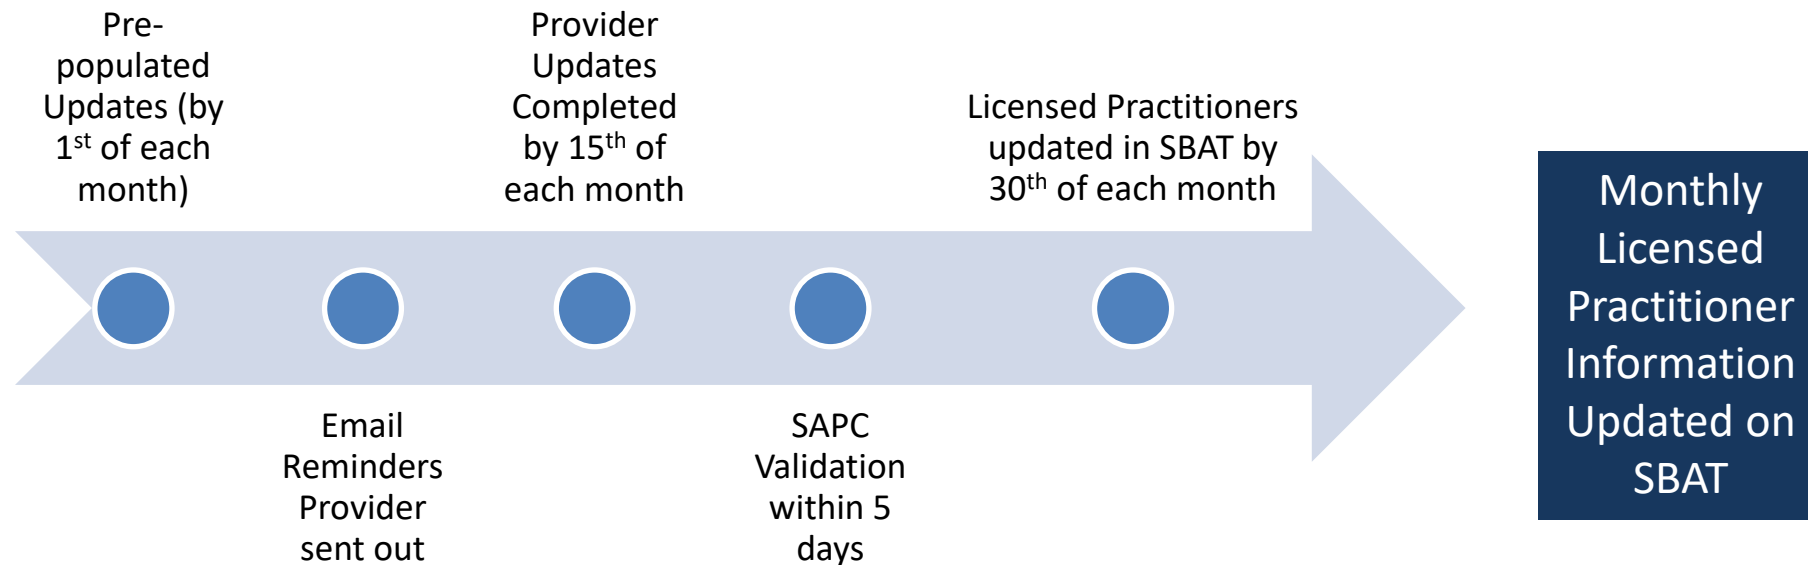 Pre-
populated
Updates (by
1st of each
month)
Email
Reminders
Provider
sent out
Provider
Updates
Completed
by 15th of
each month
SAPC
Validation
within 5
days
Licensed Practitioners
updated in SBAT by
30th of each month
Monthly
Licensed
Practitioner
Information
Updated on
SBAT